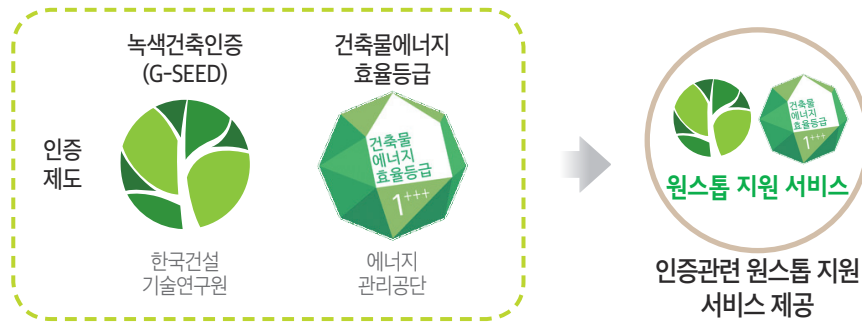 녹색건축인증
(G-SEED)
건축물에너지
효율등급
인증
제도
건축물
에너지
효율등급
1+++
한국건설
기술연구원
에너지
관리공단
건축물
에너지
효율등급
1+++
원스톱 지원 서비스
인증관련 원스톱 지원
서비스 제공